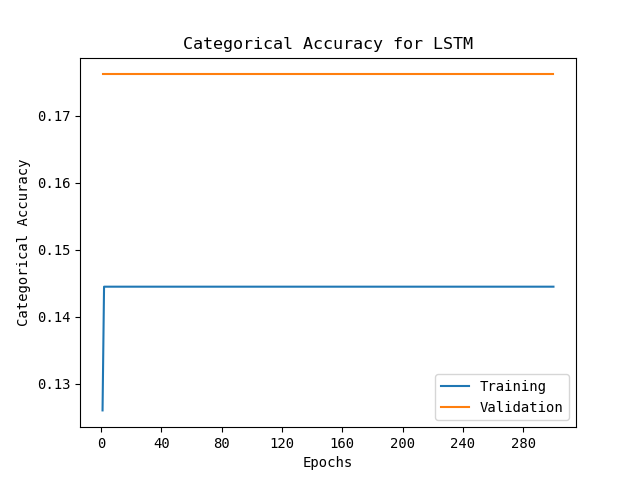 Categorical Accuracy for LSTM
Categorical Accuracy
0.17
0.16
0.15
0.14
0.13
Training
Validation
0 40 80 120 160 200 240 280
Epochs